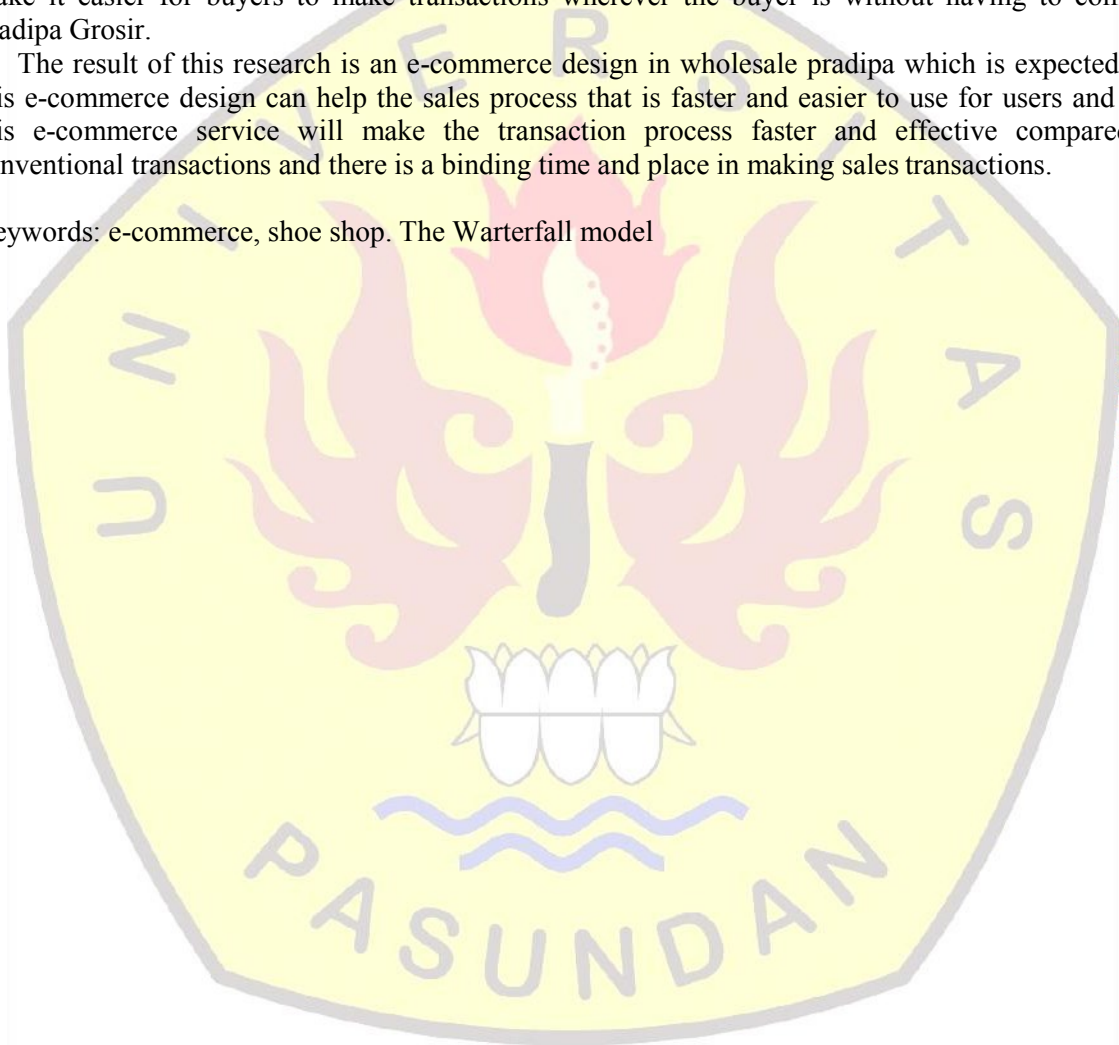 ake it easier for buyers to make transactions wherever the buyer is without having to com
adipa Grosir.
The result of this research is an e-commerce design in wholesale pradipa which is expected
is e-commerce design can help the sales process that is faster and easier to use for users and
is e-commerce service will make the transaction process faster and effective compared
nventional transactions and there is a binding time and place in making sales transactions.
eywords: e-commerce, shoe shop. The Warterfall model
UNIVERSITAS
PASUNDAN